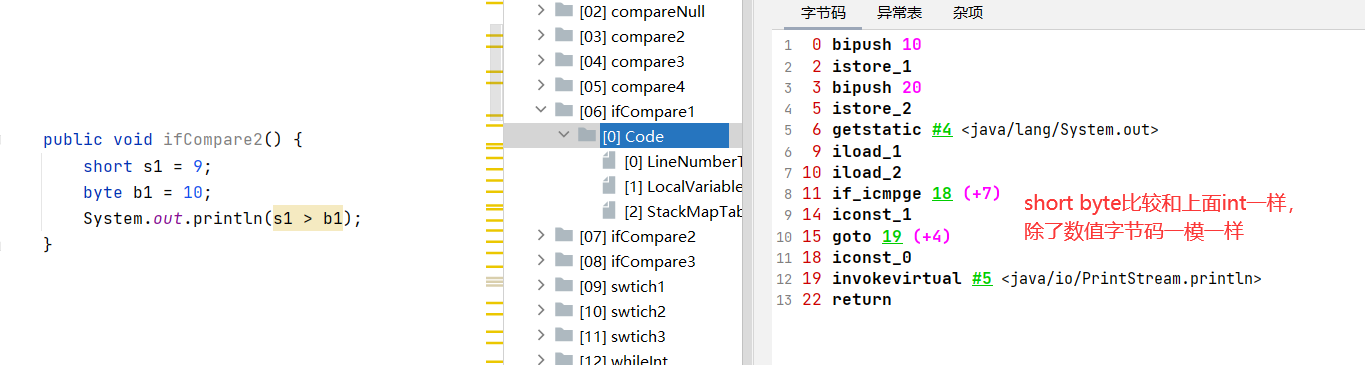 public void ifCompare2() {
short s1 = 9;
byte b1 = 10;
System.out.println(s1 > b1);
}
[02] compareNull
[03] compare2
[04] compare3
[05] compare4
[06] ifCompare1
[0] Code
[0] LineNumberT
[1] LocalVariable
[2] StackMapTab
[07] ifCompare2
[08] ifCompare3
[09] swtich1
[10] swtich2
[11] swtich3
[12] whileInt
字节码 异常表 杂项
1 0 bipush 10
2 2 istore_1
3 3 bipush 20
4 5 istore_2
5 6 getstatic #4 <java/lang/System.out>
6 9 iload_1
7 10 iload_2
8 11 if_icmpge 18 (+7)
9 14 iconst_1
10 15 goto 19 (+4)
11 18 iconst_0
12 19 invokevirtual #5 <java/io/PrintStream.println>
13 22 return
short byte比较和上面int一样，
除了数值字节码一模一样